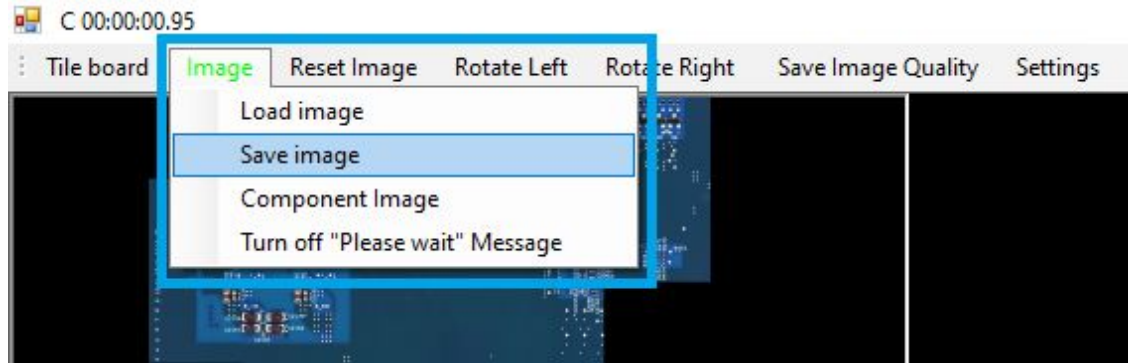 C 00:00:00.95
Tile board Image Reset Image Rotate Left Rotate Right Save Image Quality Settings
Load image
Save image
Component Image
Turn off "Please wait" Message